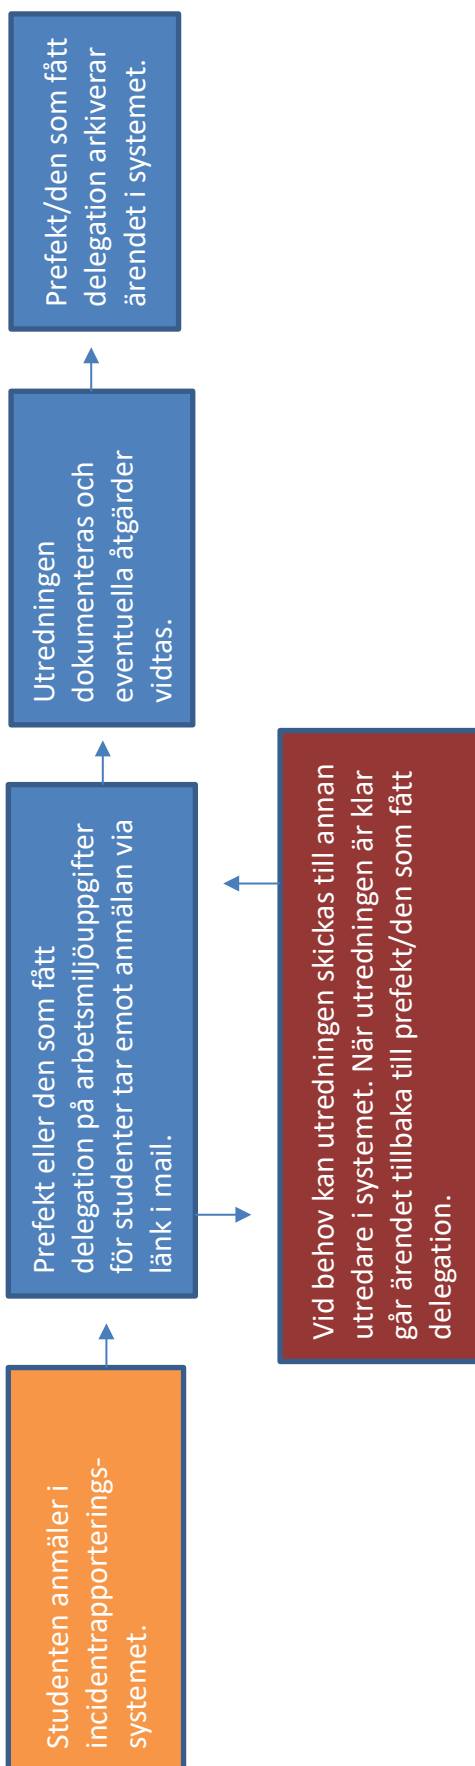 Studenten anmäler i
incidentrapporterings-
systemet.
Prefekt eller den som fått
delegation på arbetsmiljöuppgifter
för studenter tar emot anmälan via
länk i mail.
Vid behov kan utredningen skickas till annan
utredare i systemet. När utredningen är klar
går ärendet tillbaka till prefekt/den som fått
delegation.
Utredningen
dokumenteras och
eventuella åtgärder
vidtas.
Prefekt/den som fått
delegation arkiverar
ärendet i systemet.